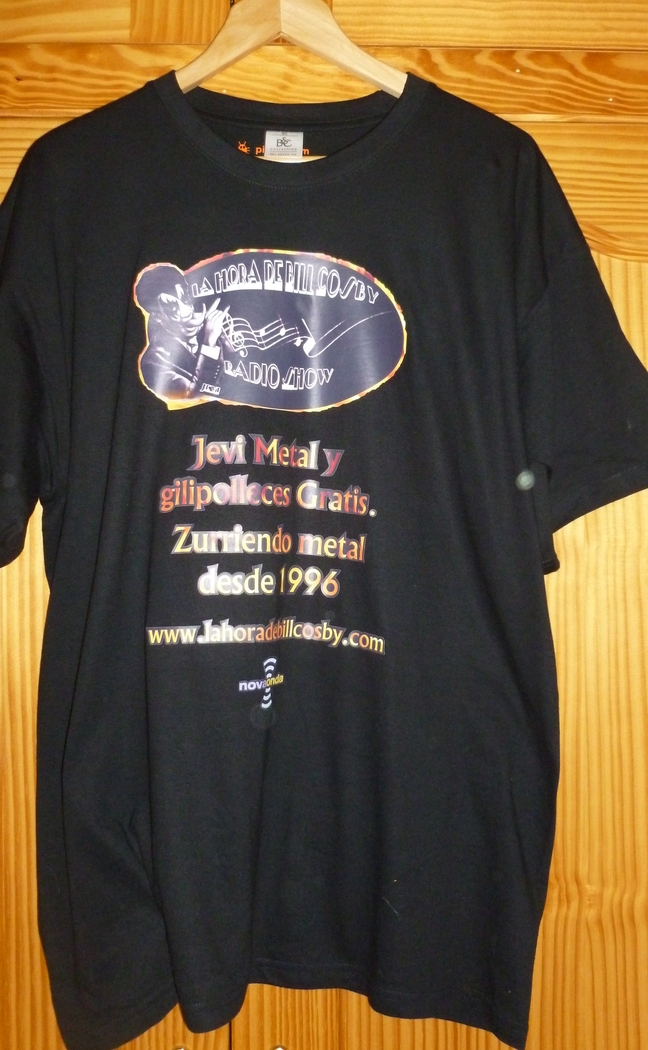 B&C
LA HORA DE BILL COSBY
RADIO SHOW
Jevi Metal y
gilipolleces Gratis.
Zurriendo metal
desde 1996
www.lahoradebillcosby.com
novaonda